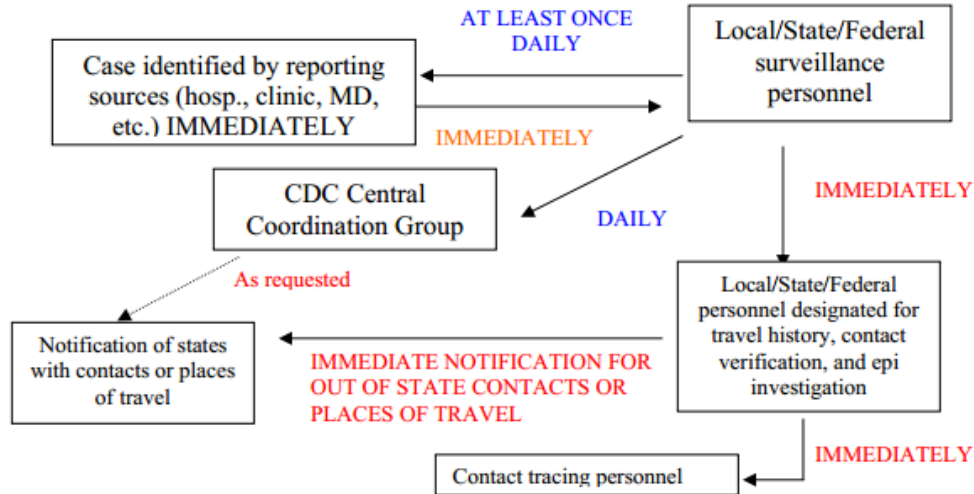 AT LEAST ONCE
DAILY
Local/State/Federal
surveillance
personnel
Case identified by reporting
sources (hosp., clinic, MD,
etc.) IMMEDIATELY
IMMEDIATELY
CDC Central
Coordination Group
DAILY
IMMEDIATELY
As requested
Local/State/Federal
personnel designated for
travel history, contact
verification, and epi
investigation
Notification of states
with contacts or places
of travel
IMMEDIATE NOTIFICATION FOR
OUT OF STATE CONTACTS OR
PLACES OF TRAVEL
IMMEDIATELY
Contact tracing personnel